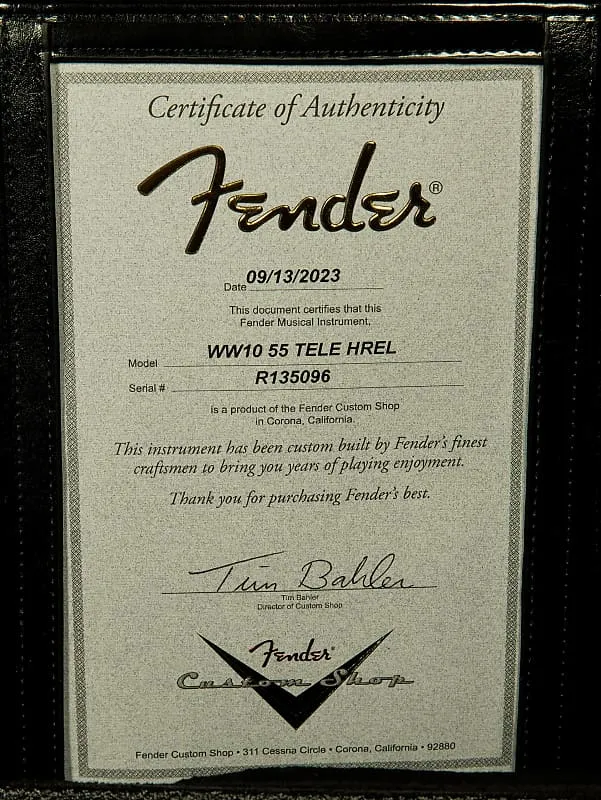 Certificate of Authenticity
Fender®
Date 09/13/2023
This document certifies that this
Fender Musical Instrument,
Model WW10 55 TELE HREL
Serial # R135096
is a product of the Fender Custom Shop
in Corona, California.
This instrument has been custom built by Fender's finest
craftsmen to bring you years of playing enjoyment.
Thank you for purchasing Fender's best.
Tim Bahler
Tim Bahler
Director of Custom Shop
Fender®
Custom Shop
Fender Custom Shop • 311 Cessna Circle • Corona, California • 92880